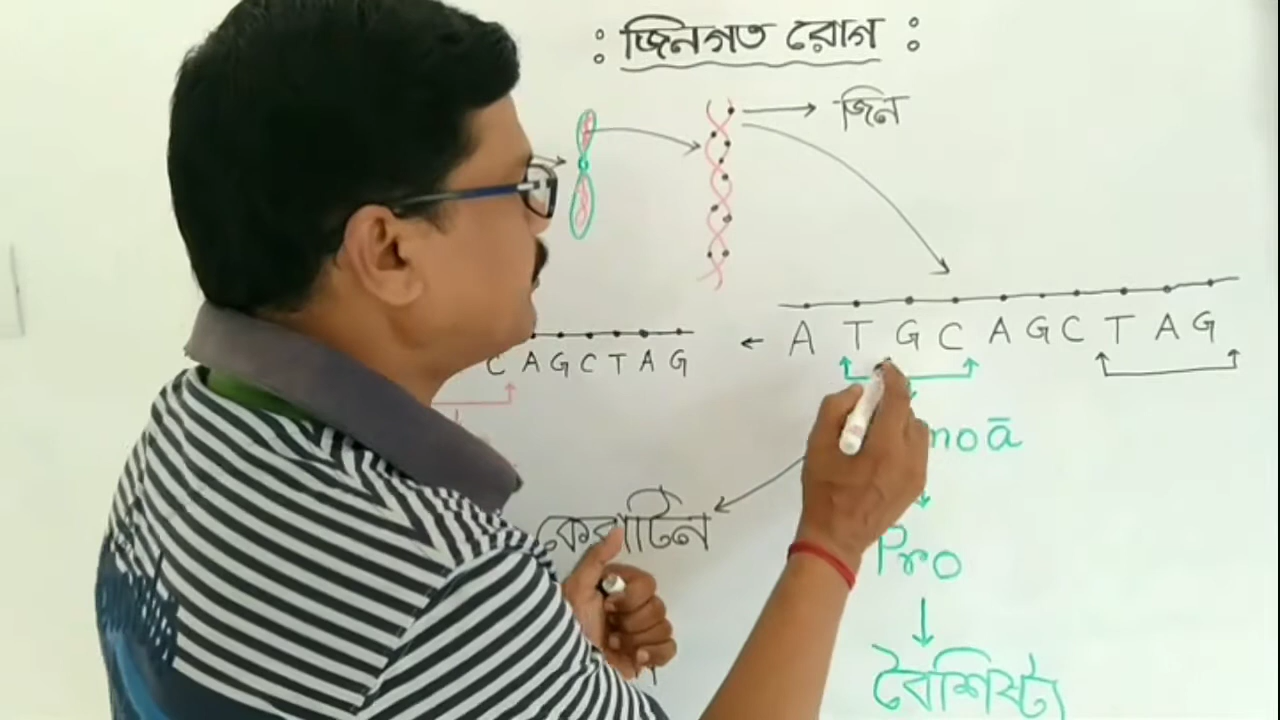 : জিনগত রোগ :
জিন
A T G C A G C T A G
C A G C T A G
কেরাটিন
Pro
বৈশিষ্ট্য